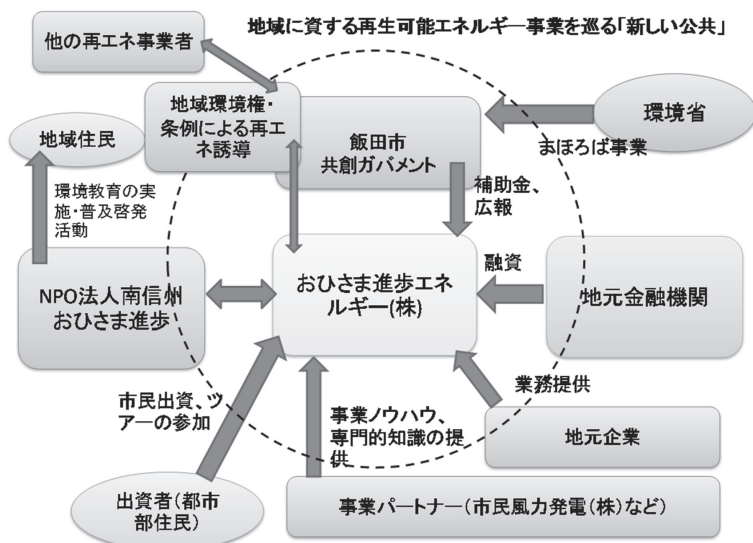 地域に資する再生可能エネルギー事業を巡る「新しい公共」
他の再エネ事業者
地域環境権・
条例による再エ
ネ誘導
飯田市
共創ガバメント
環境省
まほろば事業
地域住民
環境教育の実
施・普及啓発
活動
補助金、
広報
NPO法人南信州
おひさま進歩
おひさま進歩エネ
ルギー(株)
融資
地元金融機関
市民出資、ツ
アーの参加
事業ノウハウ、
専門的知識の提
供
業務提供
地元企業
出資者(都市
部住民)
事業パートナー(市民風力発電(株)など)